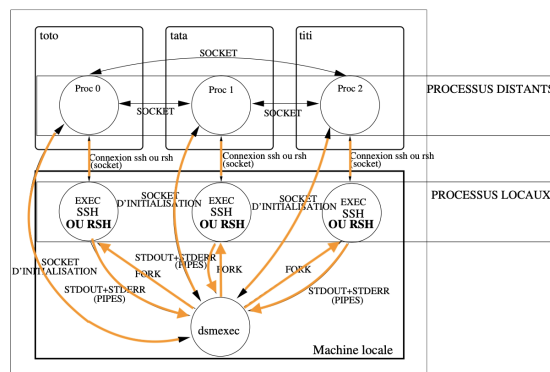 toto
tata
titi
SOCKET
Proc 0
Proc 1
Proc 2
PROCESSUS DISTANTS
SOCKET
SOCKET
Connexion ssh ou rsh
(socket)
Connexion ssh ou rsh
(socket)
Connexion ssh ou rsh
(socket)
PROCESSUS LOCAUX
EXEC
SSH
OU RSH
SOCKET
D'INITIALISATION
EXEC
SSH
OU RSH
SOCKET
D'INITIALISATION
EXEC
SSH
OU RSH
SOCKET
D'INITIALISATION
STDOUT+STDERR
(PIPES)
FORK
FORK
FORK
STDOUT+STDERR
(PIPES)
STDOUT+STDERR
(PIPES)
dsmexec
Machine locale